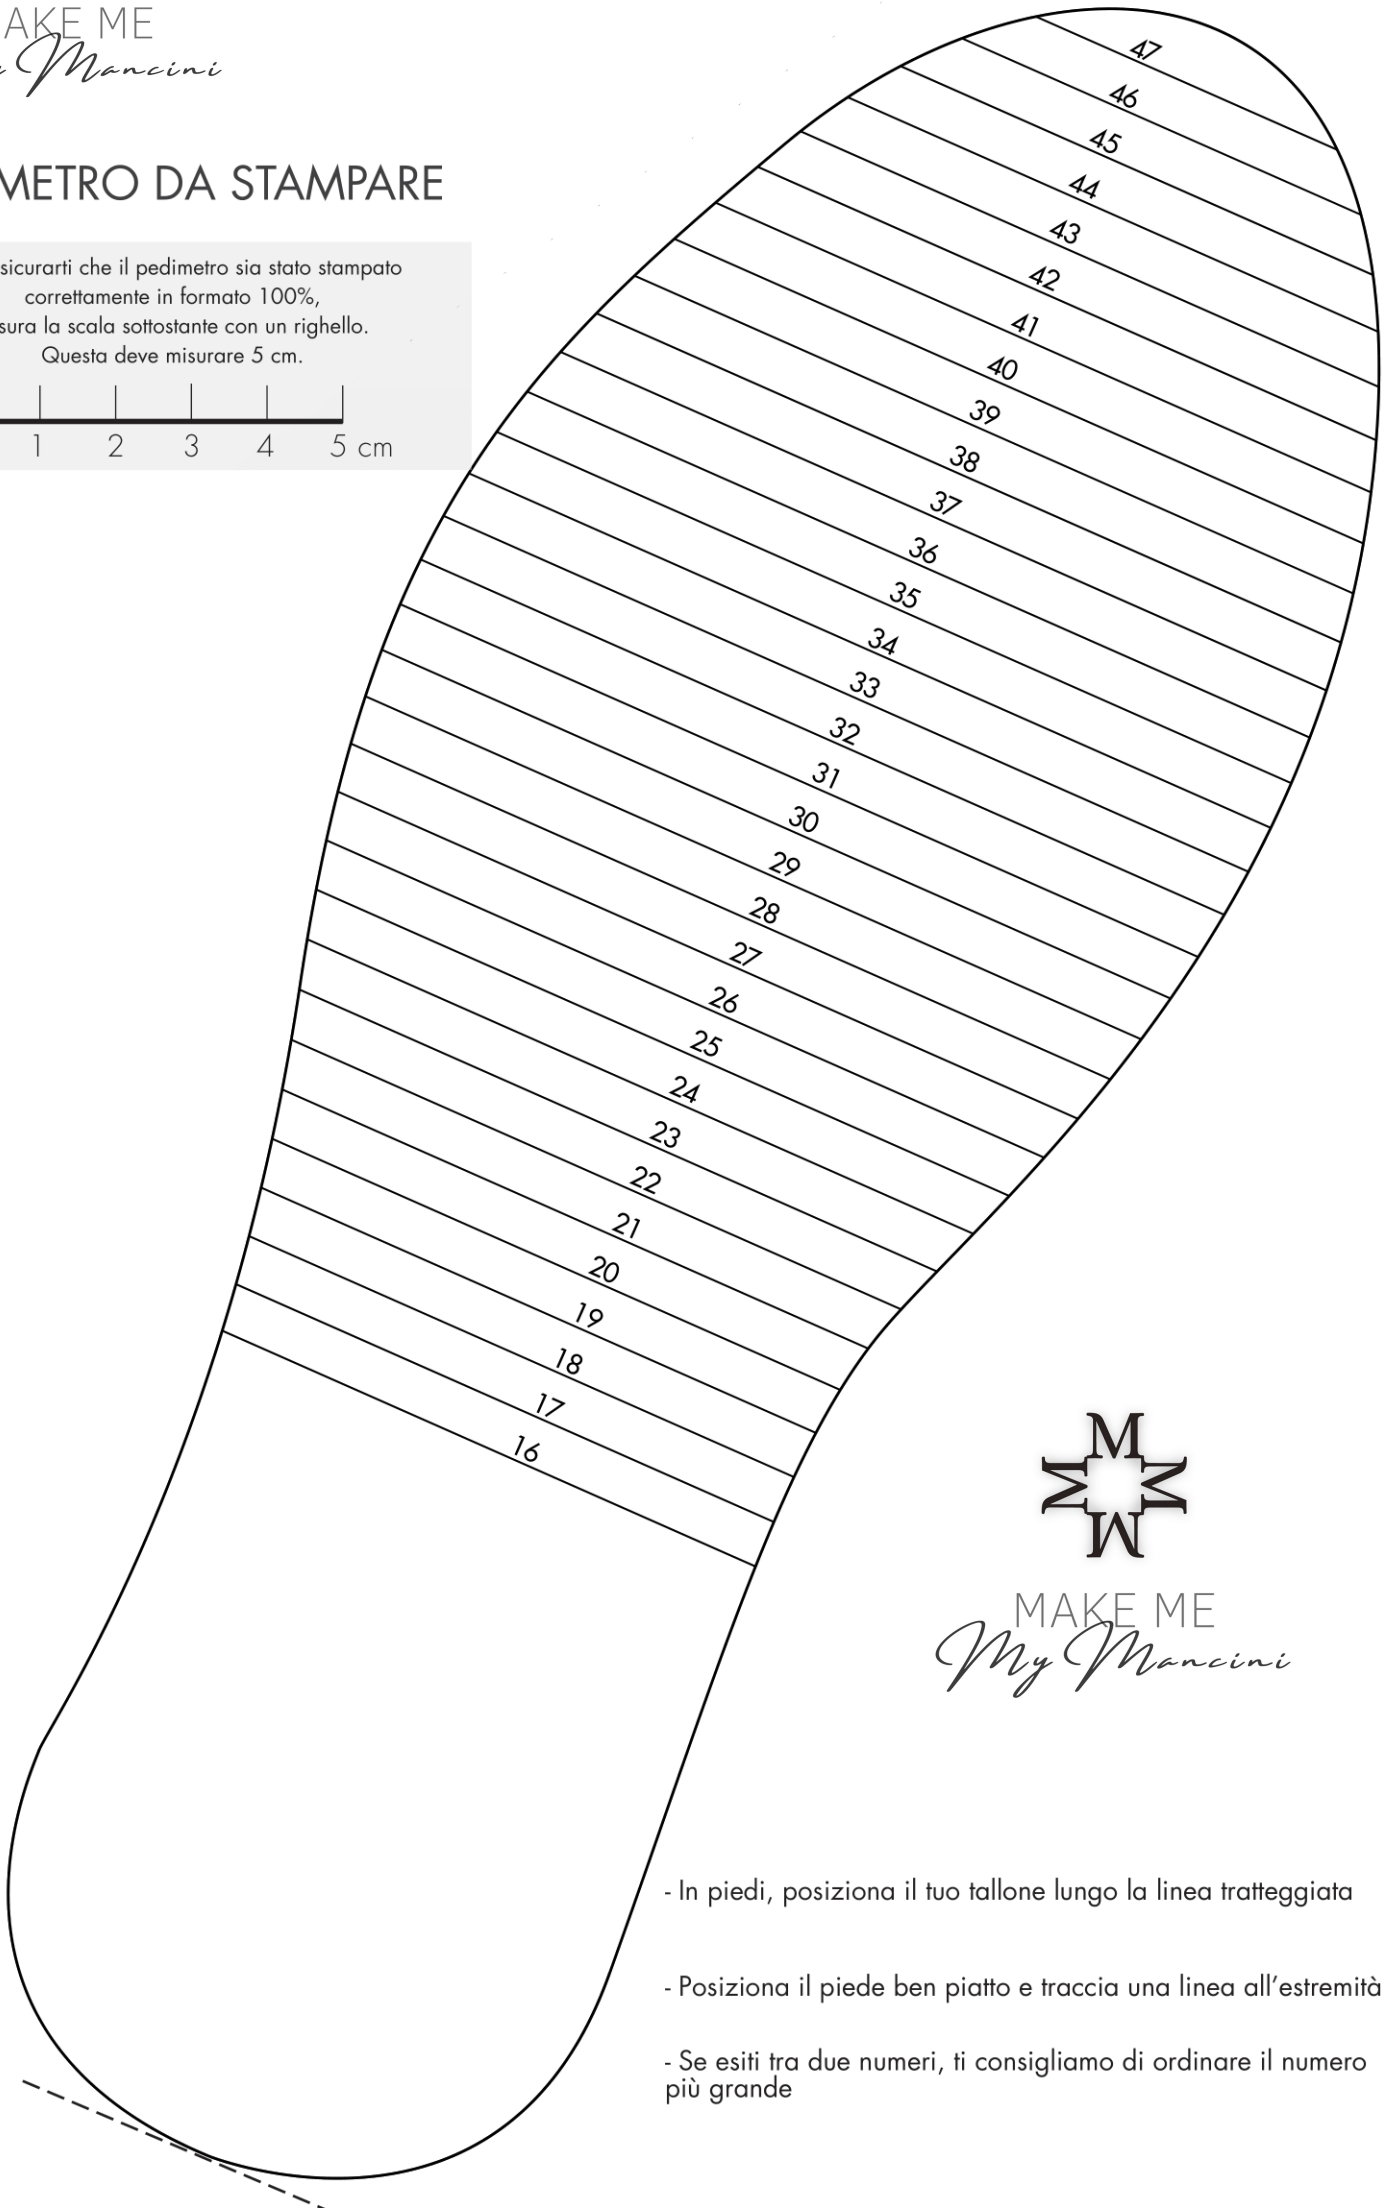 AKE ME
Mancini
METRO DA STAMPARE
sicurarti che il pedimetro sia stato stampato
correttamente in formato 100%,
sura la scala sottostante con un righello.
Questa deve misurare 5 cm.
1 2 3 4 5 cm
47
46
45
44
43
42
41
40
39
38
37
36
35
34
33
32
31
30
29
28
27
26
25
24
23
22
21
20
19
18
17
16
M
M M
M
MAKE ME
My Mancini
- In piedi, posiziona il tuo tallone lungo la linea tratteggiata
- Posiziona il piede ben piatto e traccia una linea all'estremità
- Se esiti tra due numeri, ti consigliamo di ordinare il numero
più grande